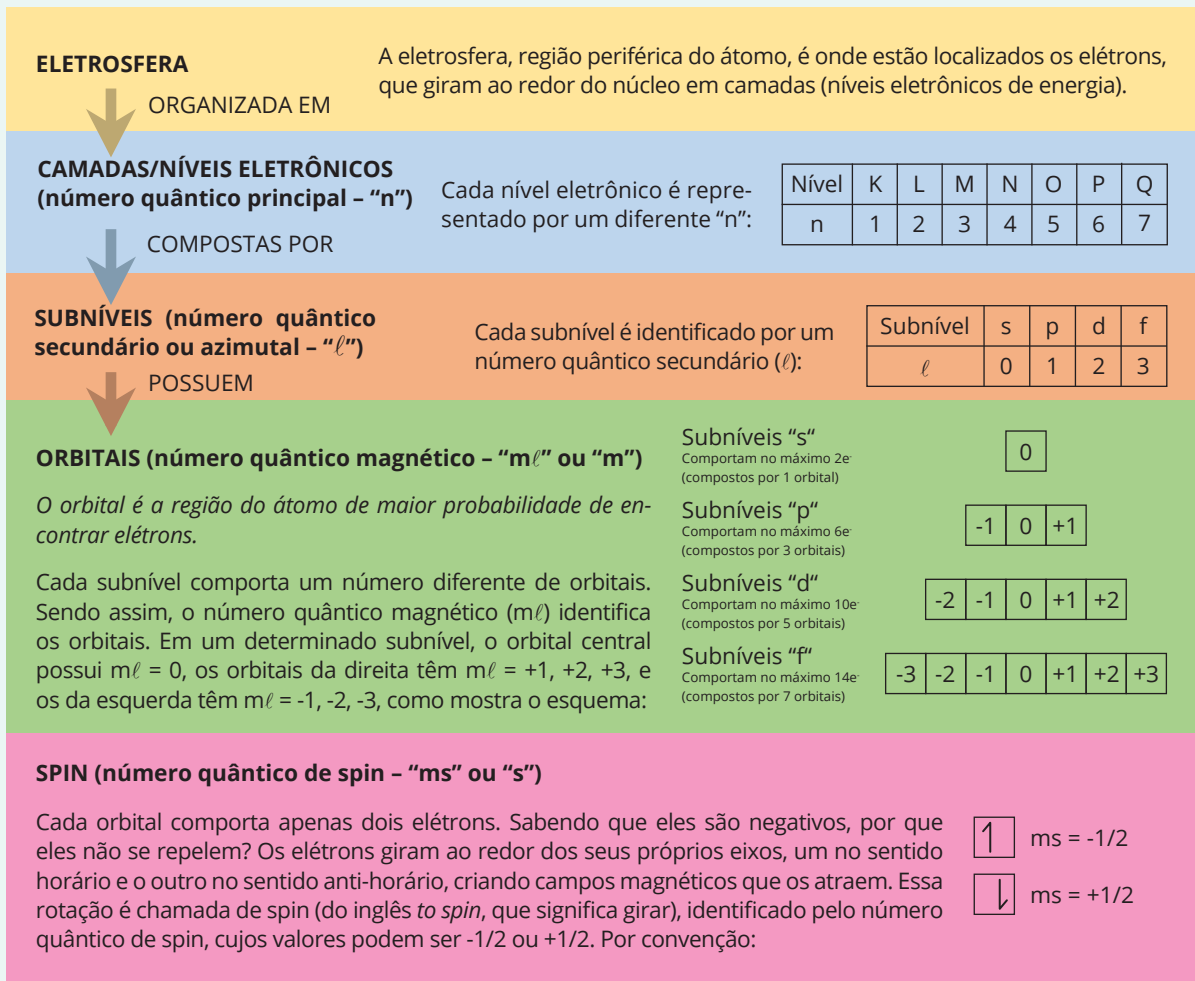 ELETROSFERA
A eletrosfera, região periférica do átomo, é onde estão localizados os elétrons,
que giram ao redor do núcleo em camadas (níveis eletrônicos de energia).
ORGANIZADA EM
CAMADAS/NÍVEIS ELETRÔNICOS
(número quântico principal – “n”)
Cada nível eletrônico é repre-
sentado por um diferente “n”:
Nível K L M N O P Q
n 1 2 3 4 5 6 7
COMPOSTAS POR
SUBNÍVEIS (número quântico
secundário ou azimutal – “ℓ”)
Cada subnível é identificado por um
número quântico secundário (ℓ):
Subnível s p d f
ℓ 0 1 2 3
POSSUEM
ORBITAIS (número quântico magnético – “mℓ” ou “m”)
O orbital é a região do átomo de maior probabilidade de en-
contrar elétrons.
Cada subnível comporta um número diferente de orbitais.
Sendo assim, o número quântico magnético (mℓ) identifica
os orbitais. Em um determinado subnível, o orbital central
possui mℓ = 0, os orbitais da direita têm mℓ = +1, +2, +3, e
os da esquerda têm mℓ = -1, -2, -3, como mostra o esquema:
Subníveis “s“
Comportam no máximo 2e-
(compostos por 1 orbital)
0
Subníveis “p“
Comportam no máximo 6e-
(compostos por 3 orbitais)
-1 0 +1
Subníveis “d“
Comportam no máximo 10e-
(compostos por 5 orbitais)
-2 -1 0 +1 +2
Subníveis “f“
Comportam no máximo 14e-
(compostos por 7 orbitais)
-3 -2 -1 0 +1 +2 +3
SPIN (número quântico de spin – “ms” ou “s”)
Cada orbital comporta apenas dois elétrons. Sabendo que eles são negativos, por que
eles não se repelem? Os elétrons giram ao redor dos seus próprios eixos, um no sentido
horário e o outro no sentido anti-horário, criando campos magnéticos que os atraem. Essa
rotação é chamada de spin (do inglês to spin, que significa girar), identificado pelo número
quântico de spin, cujos valores podem ser -1/2 ou +1/2. Por convenção:
ms = -1/2
ms = +1/2